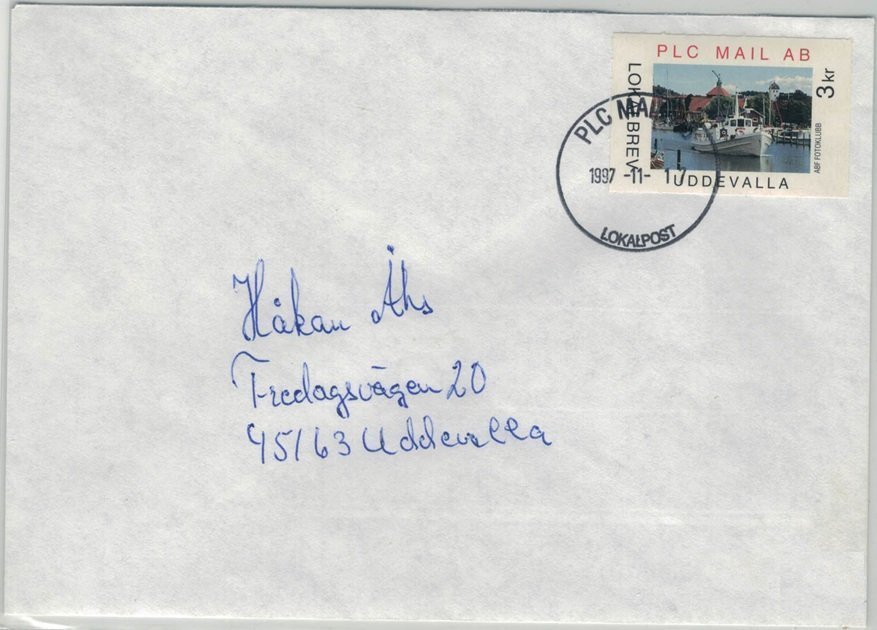 PLC MAIL AB
LOKALBREV
3 kr
ABF FOTOKLUBB
UDDEVALLA
PLC MAIL
1997 -11- 17
LOKALPOST
Håkan Åhs
Fredagsvägen 20
45163 Uddevalla